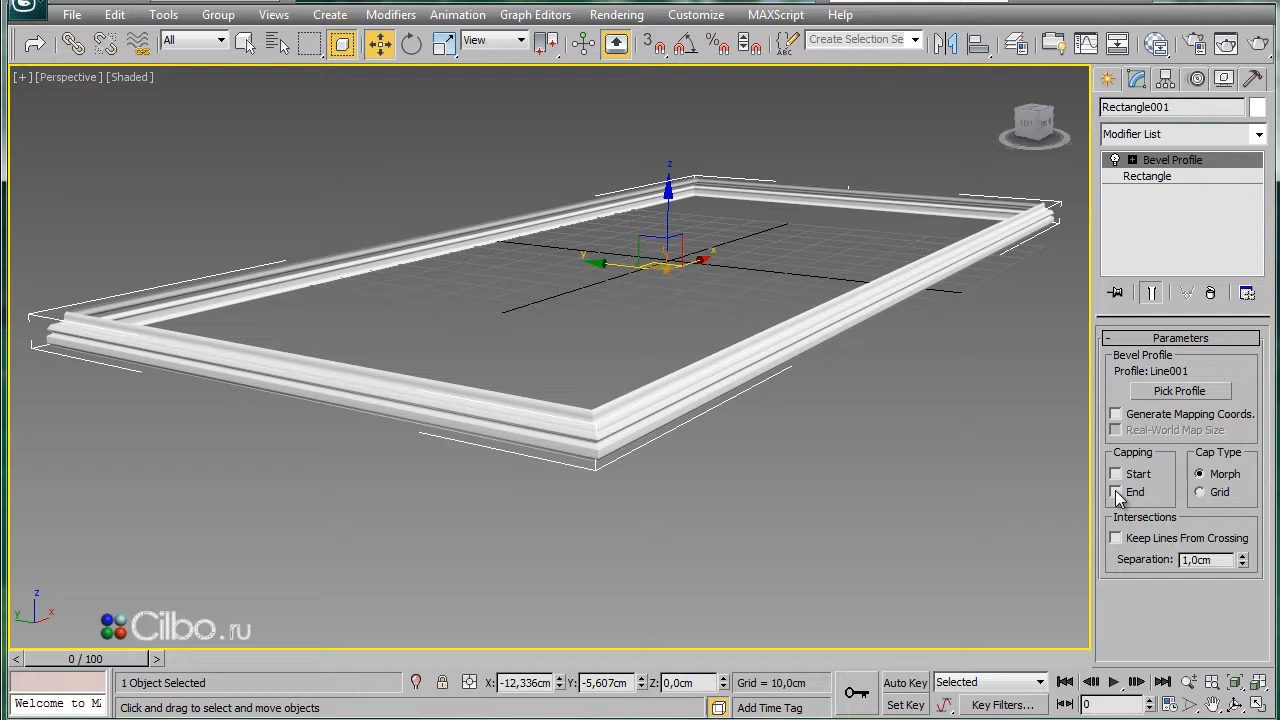 File Edit Tools Group Views Create Modifiers Animation Graph Editors Rendering Customize MAXScript Help
All View 3 Create Selection Se
[+] [Perspective] [Shaded]
Rectangle001
Modifier List
Bevel Profile
Rectangle
z
y
x
- Parameters
Bevel Profile
Profile: Line001
Pick Profile
Generate Mapping Coords.
Real-World Map Size
Capping Cap Type
Start Morph
End Grid
Intersections
Keep Lines From Crossing
Separation: 1,0cm
z
y x
Cilbo.ru
< 0 / 100 >
1 Object Selected X: -12,336cm Y: -5,607cm Z: 0,0cm Grid = 10,0cm Auto Key Selected
Welcome to M Click and drag to select and move objects Add Time Tag Set Key Key Filters... 0